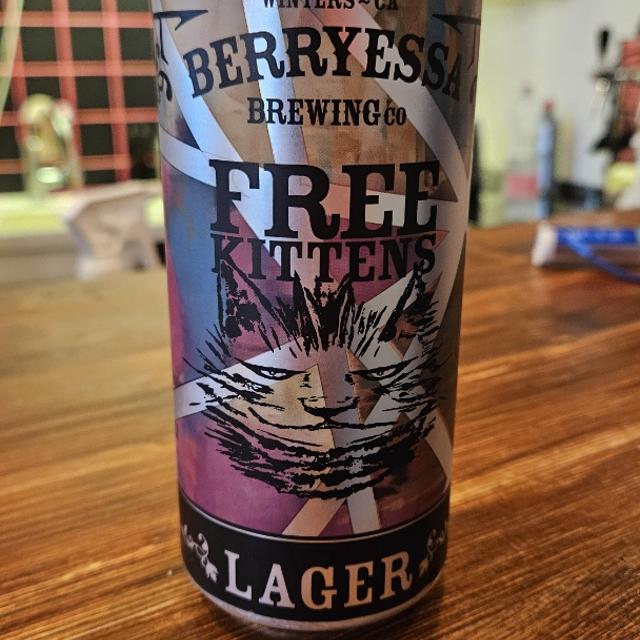 WINTERS~CA
BERRYESSA
BREWING CO
FREE
KITTENS
LAGER